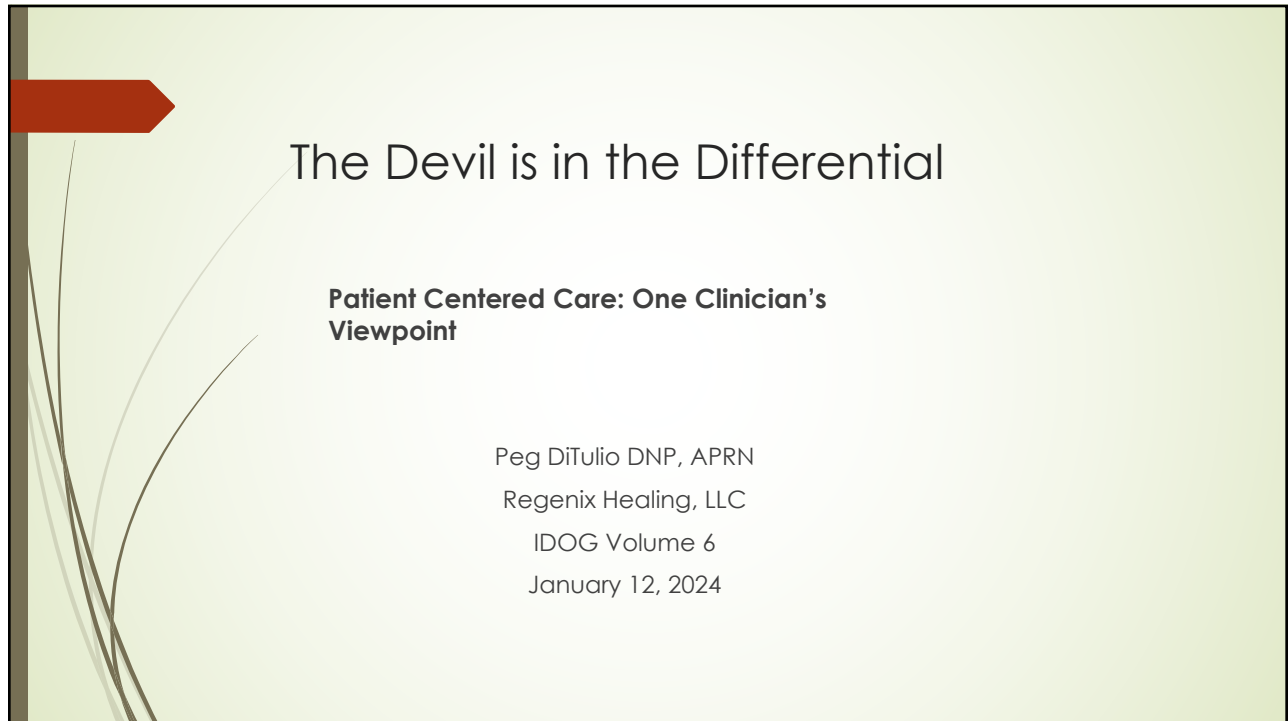 The Devil is in the Differential
Patient Centered Care: One Clinician’s
Viewpoint
Peg DiTulio DNP, APRN
Regenix Healing, LLC
IDOG Volume 6
January 12, 2024